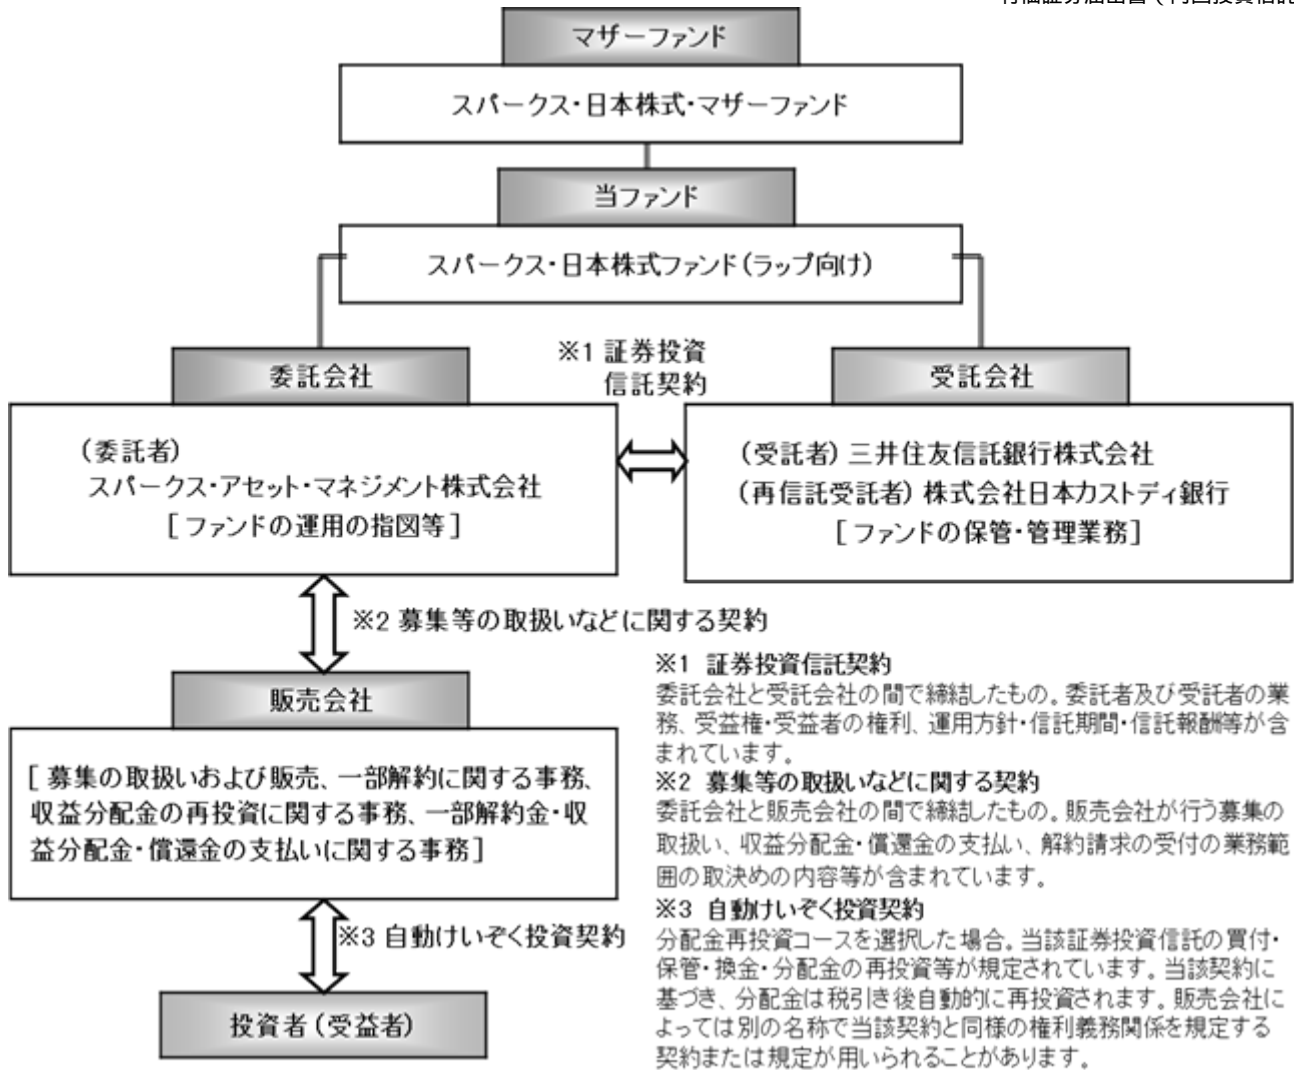 マザーファンド
スパークス・日本株式・マザーファンド
当ファンド
スパークス・日本株式ファンド(ラップ向け)
※1 証券投資
信託契約
委託会社
(委託者)
スパークス・アセット・マネジメント株式会社
[ファンドの運用の指図等]
受託会社
(受託者) 三井住友信託銀行株式会社
(再信託受託者) 株式会社日本カストディ銀行
[ファンドの保管・管理業務]
※2 募集等の取扱いなどに関する契約
販売会社
[ 募集の取扱いおよび販売、一部解約に関する事務、
収益分配金の再投資に関する事務、一部解約金・収
益分配金・償還金の支払いに関する事務]
※3 自動けいぞく投資契約
投資者(受益者)
※1 証券投資信託契約
委託会社と受託会社の間で締結したもの。委託者及び受託者の業
務、受益権・受益者の権利、運用方針・信託期間・信託報酬等が含
まれています。
※2 募集等の取扱いなどに関する契約
委託会社と販売会社の間で締結したもの。販売会社が行う募集の
取扱い、収益分配金・償還金の支払い、解約請求の受付の業務範
囲の取決めの内容等が含まれています。
※3 自動けいぞく投資契約
分配金再投資コースを選択した場合。当該証券投資信託の買付・
保管・換金・分配金の再投資等が規定されています。当該契約に
基づき、分配金は税引き後自動的に再投資されます。販売会社に
よっては別の名称で当該契約と同様の権利義務関係を規定する
契約または規定が用いられることがあります。